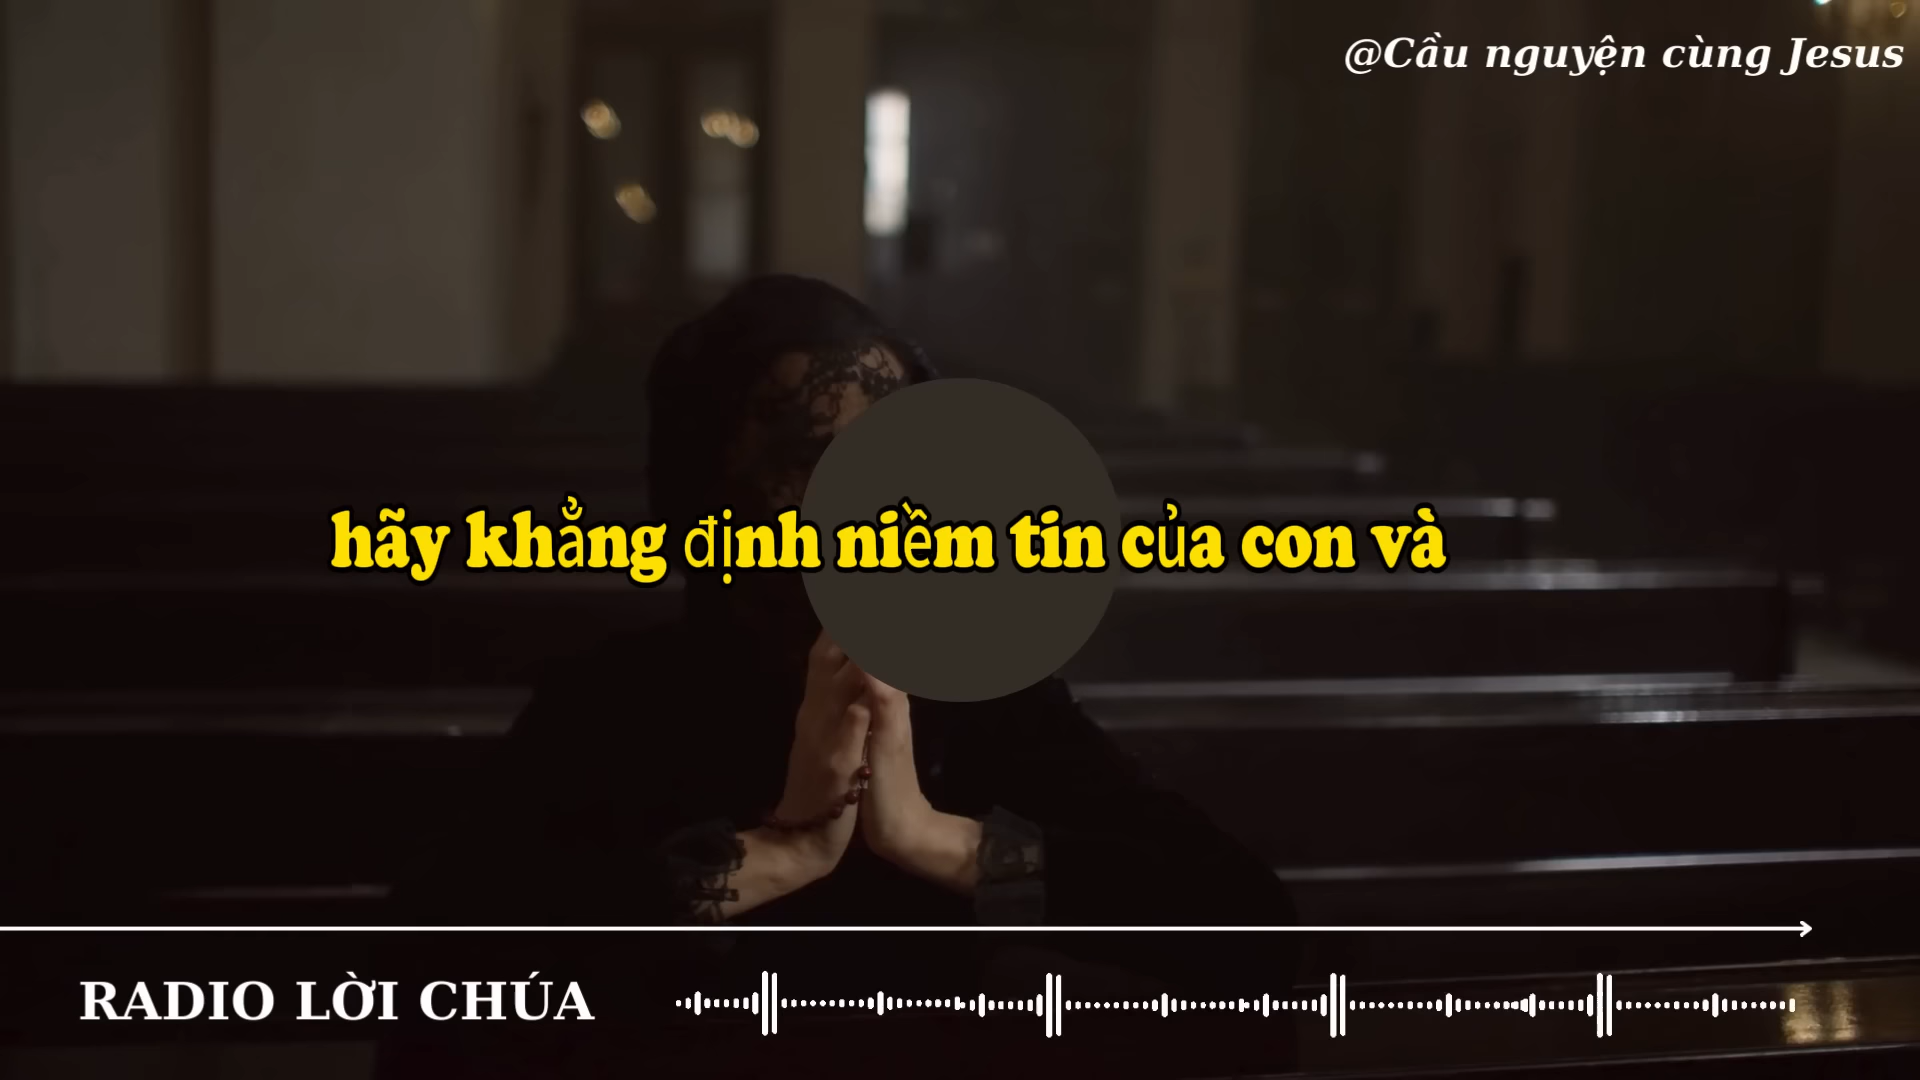 @Cầu nguyện cùng Jesus
hãy khẳng định niềm tin của con và
RADIO LỜI CHÚA